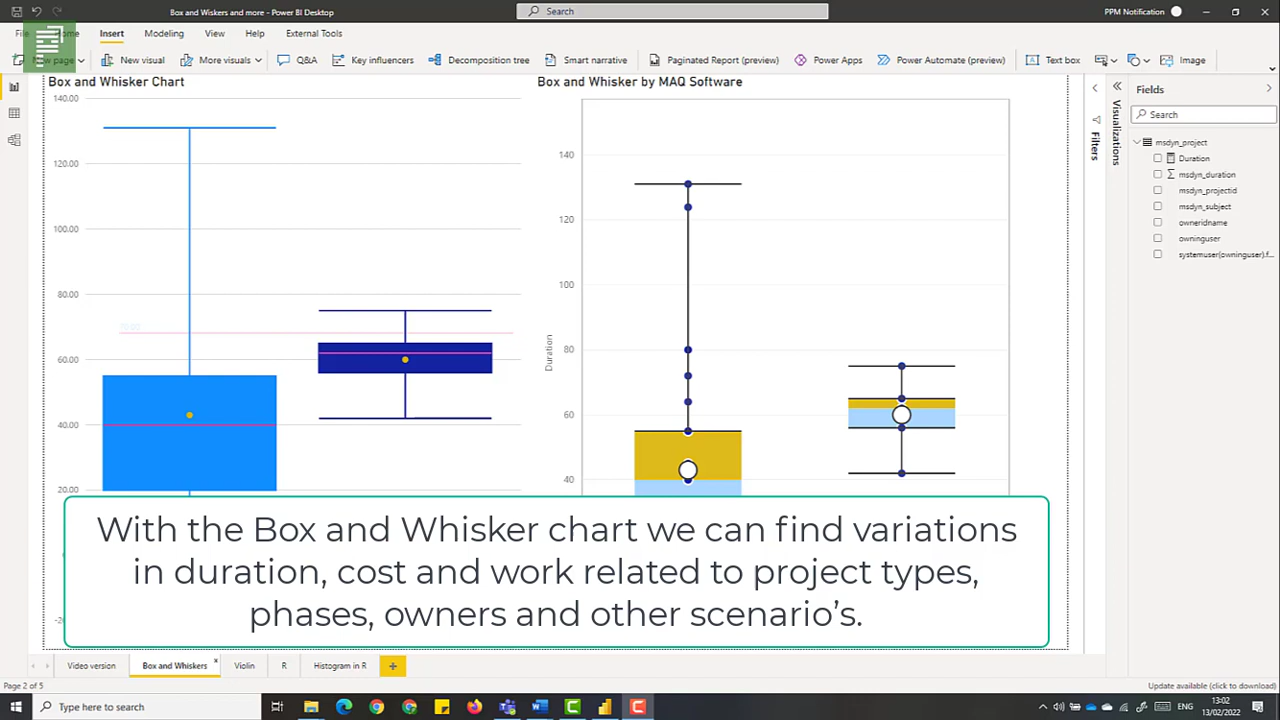 Box and Wiskers and more - Power BI Desktop
Search
PPM Notification
Insert
Modeling
View
Help
External Tools
New visual
More visuals
Q&A
Key influencers
Decomposition tree
Smart narrative
Paginated Report (preview)
Power Apps
Power Automate (preview)
Text box
Image
Box and Whisker Chart
140.00
120.00
100.00
80.00
60.00
40.00
20.00
Box and Whisker by MAQ Software
140
120
100
80
60
40
Duration
Filters
Visualizations
Fields
Search
msdyn_project
Duration
msdyn_duration
msdyn_projectid
msdyn_subject
owneridname
owninguser
systemuser(owninguser).f...
With the Box and Whisker chart we can find variations
in duration, cost and work related to project types,
phases, owners and other scenario's.
Video version
Box and Whiskers
Violin
R
Histogram in R
Page 2 of 5
Update available (click to download)
Type here to search
ENG
13:02
13/02/2022